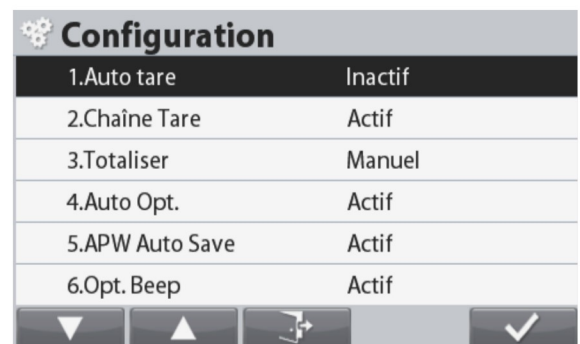 Configuration
1.Auto tare Inactif
2.Chaîne Tare Actif
3.Totaliser Manuel
4.Auto Opt. Actif
5.APW Auto Save Actif
6.Opt. Beep Actif